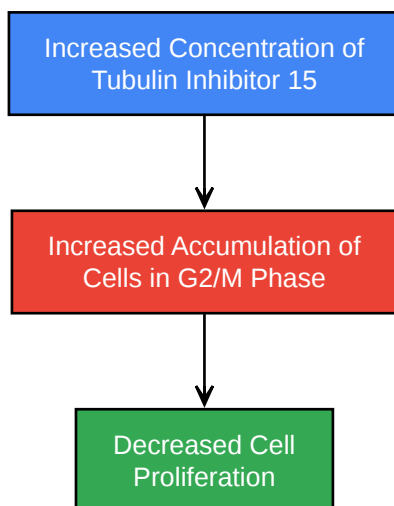 Increased Concentration of
Tubulin Inhibitor 15
Increased Accumulation of
Cells in G2/M Phase
Decreased Cell
Proliferation